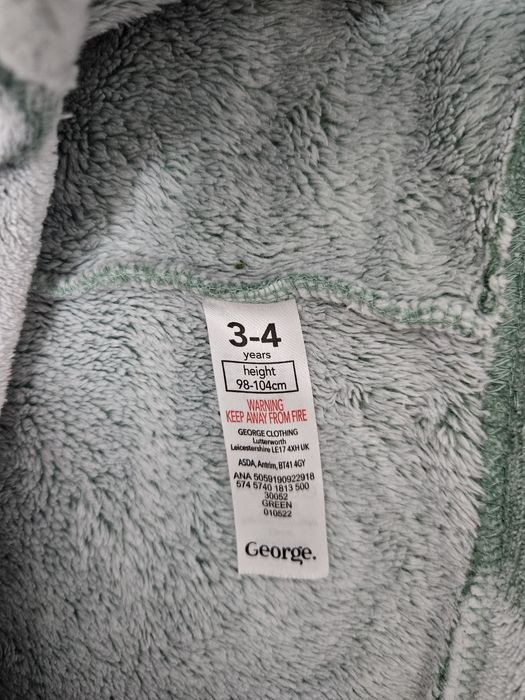 3-4
years
height
98-104cm
WARNING
KEEP AWAY FROM FIRE
GEORGE CLOTHING
Lutterworth
Leicestershire LE17 4XH UK
ASDA, Antrim, BT41 4GY
ANA 5059190922918
574 5740 1813 500
30052
GREEN
010522
George.